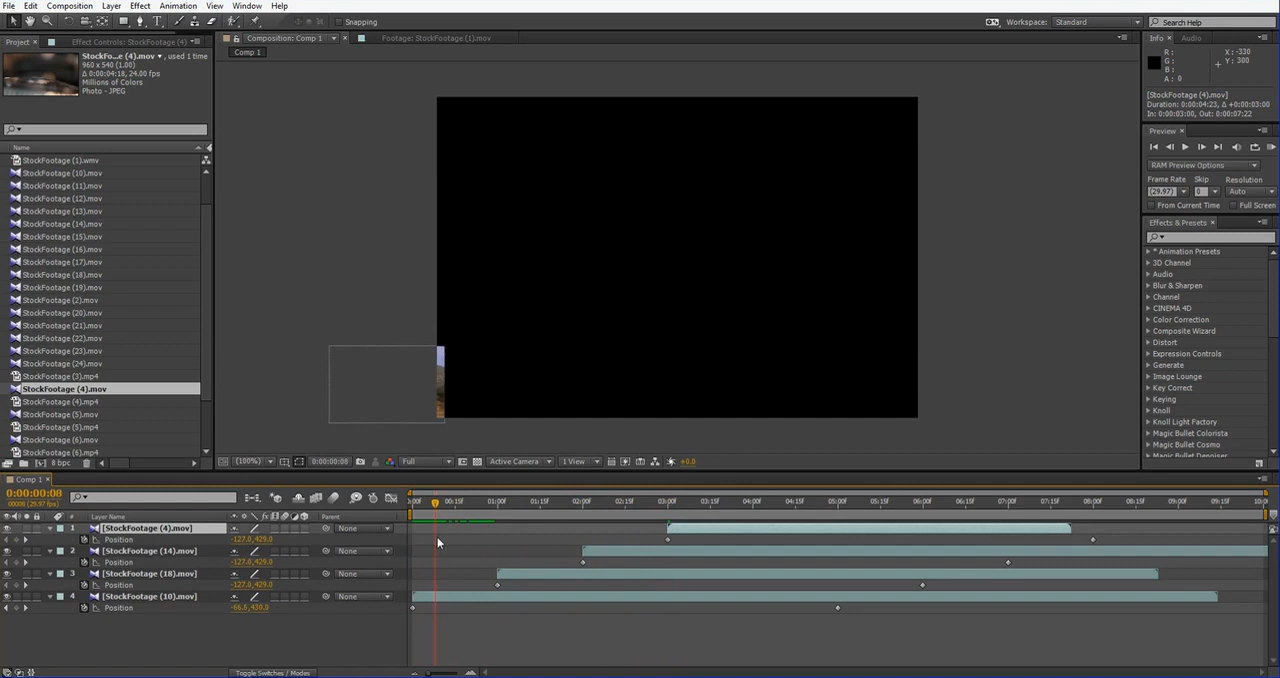 File Edit Composition Layer Effect Animation View Window Help
Snapping Workspace: Standard Search Help
Project Effect Controls: StockFootage (4) Composition: Comp 1 Footage: StockFootage (1).mov Info Audio
Comp 1
StockFo...e (4).mov , used 1 time
960 x 540 (1.00)
Δ 0:00:04:18, 24.00 fps
Millions of Colors
Photo - JPEG
Name
StockFootage (1).wmv
StockFootage (10).mov
StockFootage (11).mov
StockFootage (12).mov
StockFootage (13).mov
StockFootage (14).mov
StockFootage (15).mov
StockFootage (16).mov
StockFootage (17).mov
StockFootage (18).mov
StockFootage (19).mov
StockFootage (2).mov
StockFootage (20).mov
StockFootage (21).mov
StockFootage (22).mov
StockFootage (23).mov
StockFootage (24).mov
StockFootage (3).mp4
StockFootage (4).mov
StockFootage (4).mp4
StockFootage (5).mov
StockFootage (5).mp4
StockFootage (6).mov
StockFootage (6).mp4
8 bpc
(100%) 0:00:00:08 Full Active Camera 1 View +0.0
R : X : -330
G : Y : 300
B :
A : 0
[StockFootage (4).mov]
Duration: 0:00:04:23, Δ +0:00:03:00
In: 0:00:03:00, Out: 0:00:07:22
Preview
RAM Preview Options
Frame Rate Skip Resolution
(29.97) 0 Auto
From Current Time Full Screen
Effects & Presets
* Animation Presets
3D Channel
Audio
Blur & Sharpen
Channel
CINEMA 4D
Color Correction
Composite Wizard
Distort
Expression Controls
Generate
Image Lounge
Key Correct
Keying
Knoll
Knoll Light Factory
Magic Bullet Colorista
Magic Bullet Cosmo
Magic Bullet Denoiser
Comp 1
0:00:00:08
00008 (29.97 fps)
:00f 00:15f 01:00f 01:15f 02:00f 02:15f 03:00f 03:15f 04:00f 04:15f 05:00f 05:15f 06:00f 06:15f 07:00f 07:15f 08:00f 08:15f 09:00f 09:15f 10:0
# Layer Name Parent
1 [StockFootage (4).mov] None
Position -127.0,429.0
2 [StockFootage (14).mov] None
Position -127.0,429.0
3 [StockFootage (18).mov] None
Position -127.0,429.0
4 [StockFootage (10).mov] None
Position -66.6,430.0
Toggle Switches / Modes